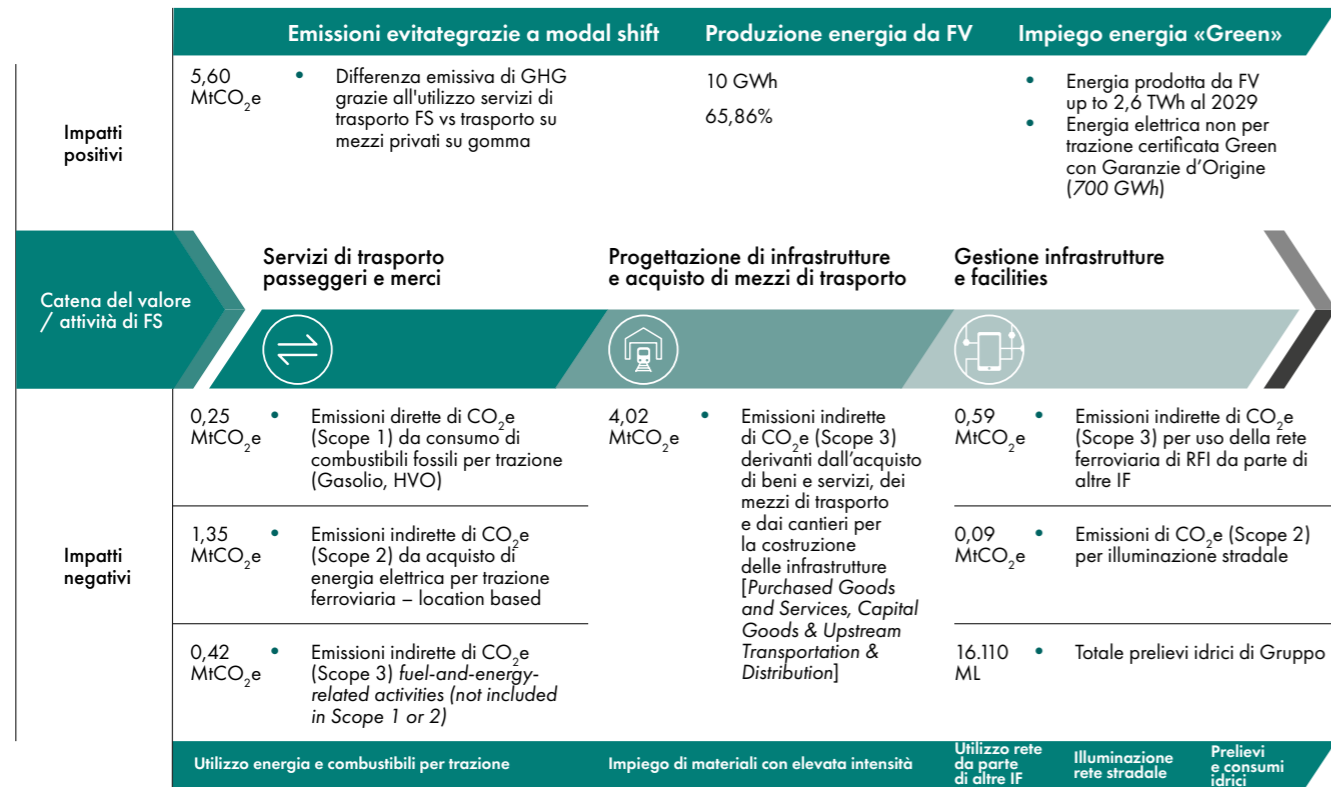 Emissioni evitategrazie a modal shift
Produzione energia da FV
Impiego energia «Green»
Impatti
positivi
5,60
MtCO₂e
• Differenza emissiva di GHG
grazie all'utilizzo servizi di
trasporto FS vs trasporto su
mezzi privati su gomma
10 GWh
65,86%
• Energia prodotta da FV
up to 2,6 TWh al 2029
• Energia elettrica non per
trazione certificata Green
con Garanzie d’Origine
(700 GWh)
Catena del valore
/ attività di FS
Servizi di trasporto
passeggeri e merci
Progettazione di infrastrutture
e acquisto di mezzi di trasporto
Gestione infrastrutture
e facilities
Impatti
negativi
0,25
MtCO₂e
• Emissioni dirette di CO₂e
(Scope 1) da consumo di
combustibili fossili per trazione
(Gasolio, HVO)
1,35
MtCO₂e
• Emissioni indirette di CO₂e
(Scope 2) da acquisto di
energia elettrica per trazione
ferroviaria – location based
0,42
MtCO₂e
• Emissioni indirette di CO₂e
(Scope 3) fuel-and-energy-
related activities (not included
in Scope 1 or 2)
4,02
MtCO₂e
• Emissioni indirette
di CO₂e (Scope 3)
derivanti dall’acquisto
di beni e servizi, dei
mezzi di trasporto
e dai cantieri per
la costruzione
delle infrastrutture
[Purchased Goods
and Services, Capital
Goods & Upstream
Transportation &
Distribution]
0,59
MtCO₂e
• Emissioni indirette di CO₂e
(Scope 3) per uso della rete
ferroviaria di RFI da parte di
altre IF
0,09
MtCO₂e
• Emissioni di CO₂e (Scope 2)
per illuminazione stradale
16.110
ML
• Totale prelievi idrici di Gruppo
Utilizzo energia e combustibili per trazione
Impiego di materiali con elevata intensità
Utilizzo rete
da parte
di altre IF
Illuminazione
rete stradale
Prelievi
e consumi
idrici